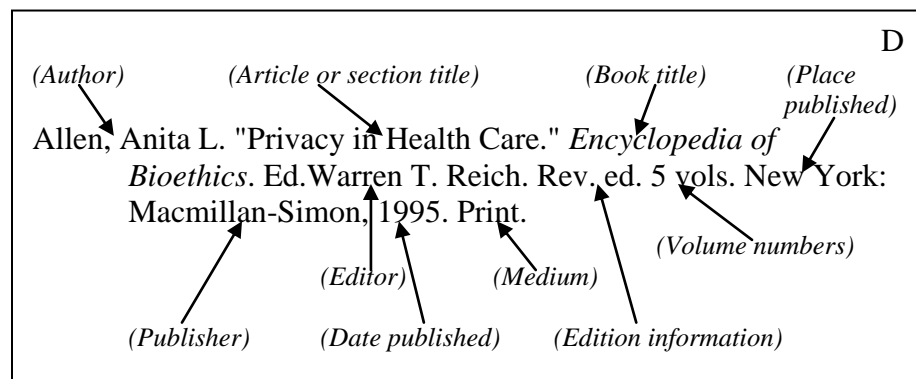 D
(Author) (Article or section title) (Book title) (Place
published)
Allen, Anita L. "Privacy in Health Care." Encyclopedia of
Bioethics. Ed.Warren T. Reich. Rev. ed. 5 vols. New York:
Macmillan-Simon, 1995. Print.
(Volume numbers)
(Editor) (Medium)
(Publisher) (Date published) (Edition information)